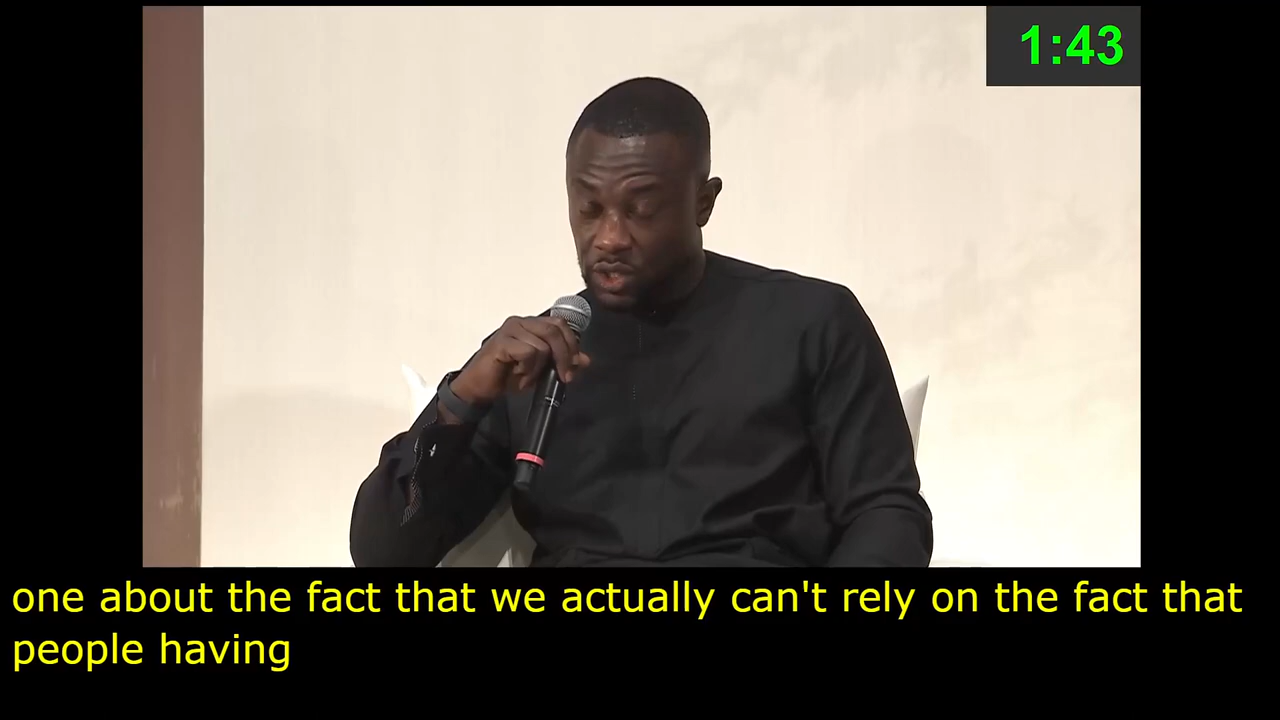 1:43
one about the fact that we actually can't rely on the fact that
people having